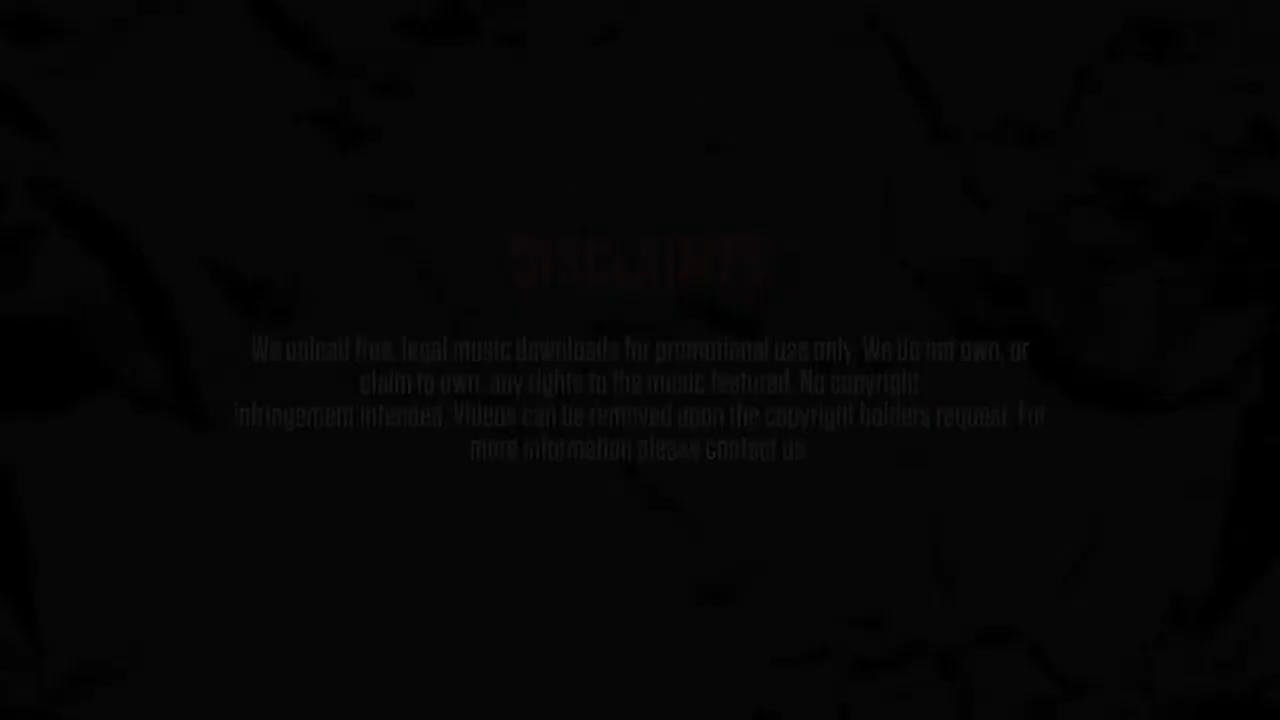 DISCLAIMER
We upload free, legal music downloads for promotional use only. We do not own, or
claim to own, any rights to the music featured. No copyright
infringement intended. Videos can be removed upon the copyright holders request. For
more information please contact us